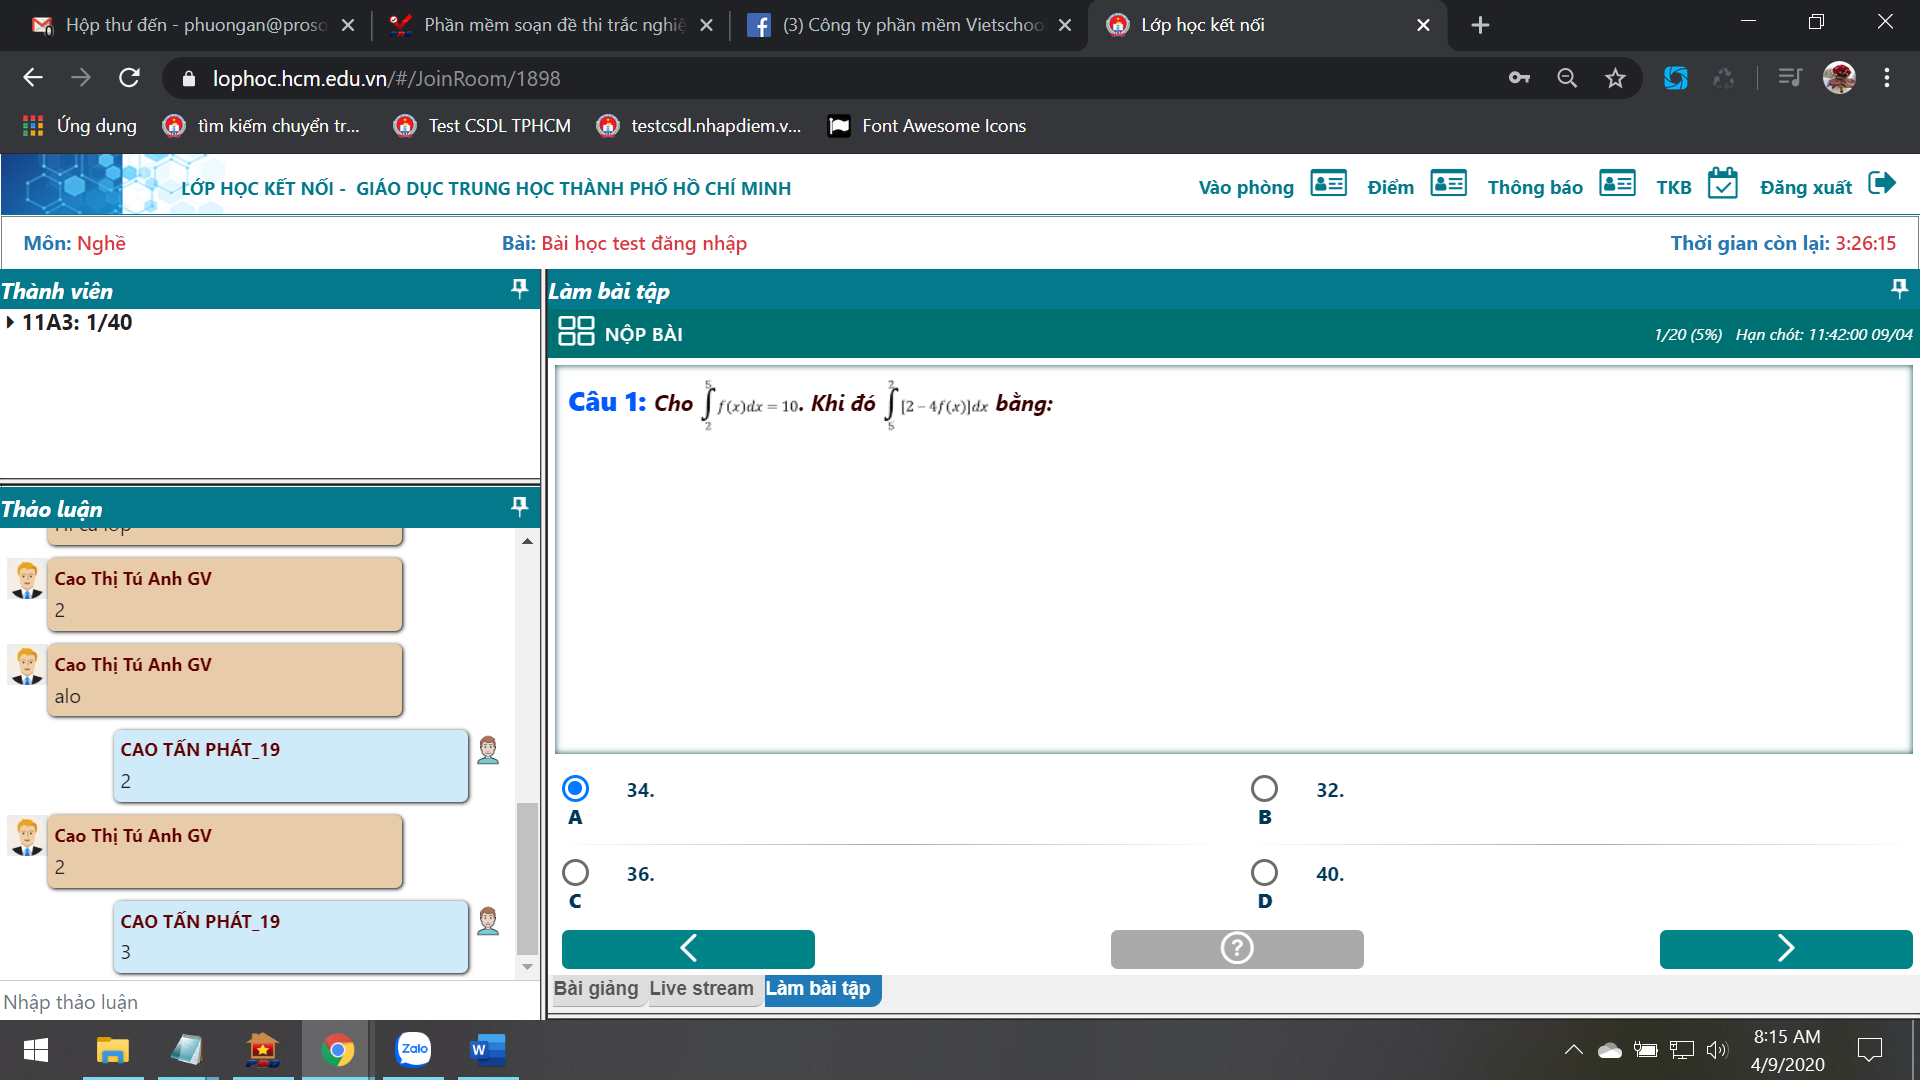 Hộp thư đến - phuongan@proso
Phần mềm soạn đề thi trắc nghiệ
(3) Công ty phần mềm Vietschoo
Lớp học kết nối
lophoc.hcm.edu.vn/#/JoinRoom/1898
Ứng dụng
tìm kiếm chuyển tr...
Test CSDL TPHCM
testcsdl.nhapdiem.v...
Font Awesome Icons
LỚP HỌC KẾT NỐI - GIÁO DỤC TRUNG HỌC THÀNH PHỐ HỒ CHÍ MINH
Vào phòng
Điểm
Thông báo
TKB
Đăng xuất
Môn: Nghề
Bài: Bài học test đăng nhập
Thời gian còn lại: 3:26:15
Thành viên
11A3: 1/40
Làm bài tập
NỘP BÀI
1/20 (5%) Hạn chót: 11:42:00 09/04
Câu 1: Cho ∫₂⁵ f(x)dx = 10. Khi đó ∫₅² [2 – 4f(x)]dx bằng:
Thảo luận
Cao Thị Tú Anh GV
2
Cao Thị Tú Anh GV
alo
CAO TẤN PHÁT_19
2
Cao Thị Tú Anh GV
2
CAO TẤN PHÁT_19
3
Nhập thảo luận
A 34.
B 32.
C 36.
D 40.
Bài giảng
Live stream
Làm bài tập
Zalo
W
8:15 AM
4/9/2020